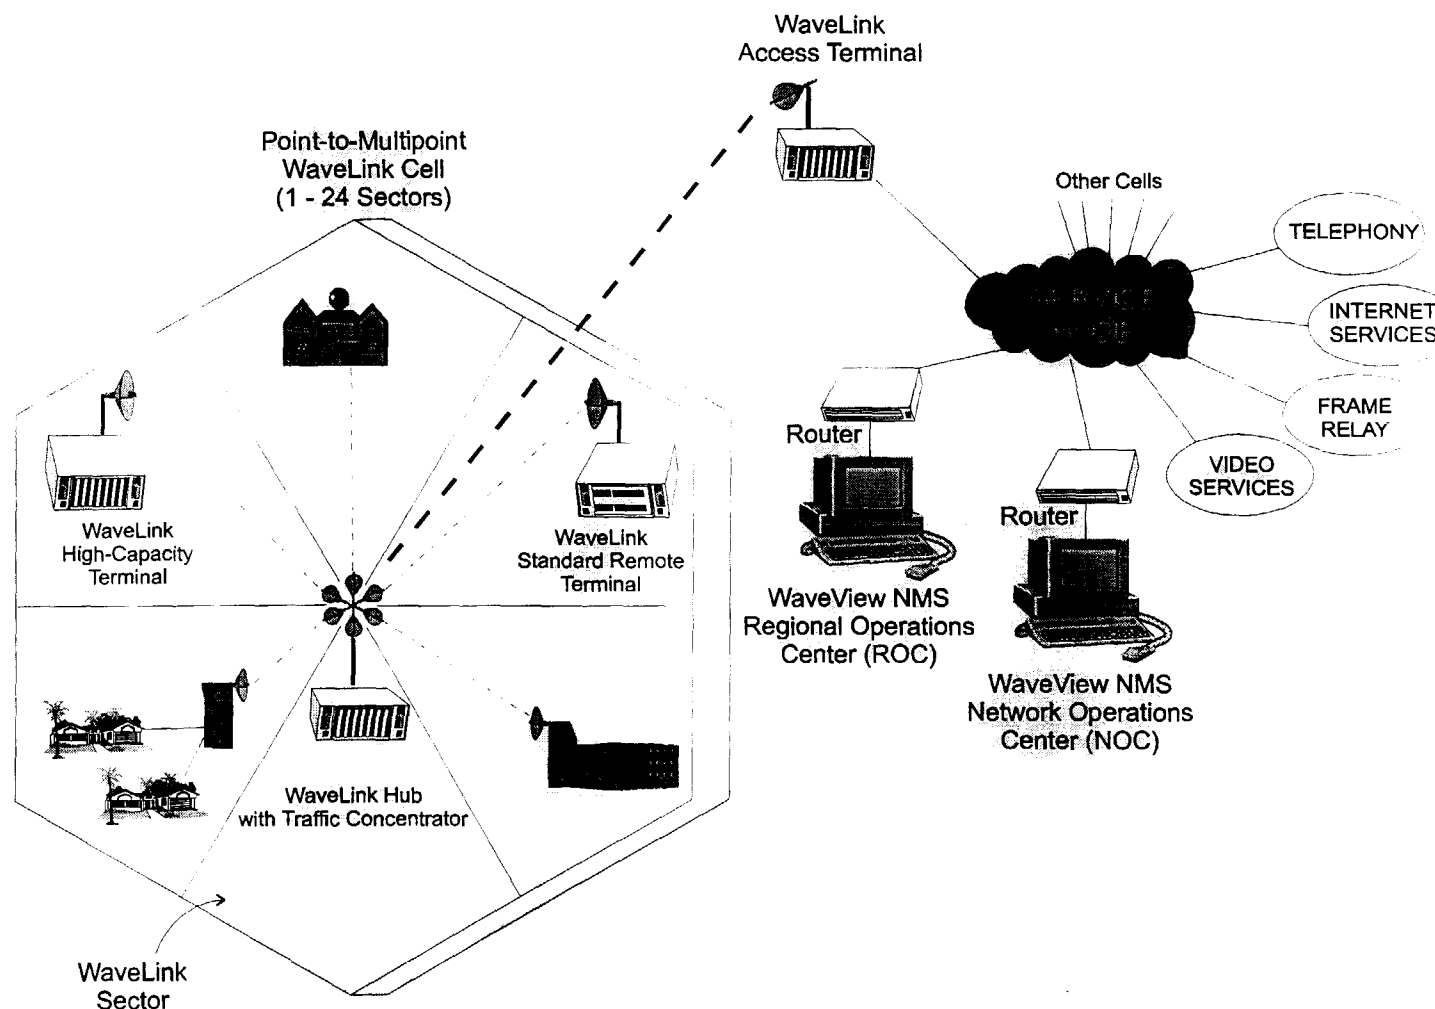 WaveLink
Access Terminal
Point-to-Multipoint
WaveLink Cell
(1 - 24 Sectors)
Other Cells
TELEPHONY
INTERNET
SERVICES
FRAME
RELAY
VIDEO
SERVICES
Router
Router
WaveLink
High-Capacity
Terminal
WaveLink
Standard Remote
Terminal
WaveView NMS
Regional Operations
Center (ROC)
WaveView NMS
Network Operations
Center (NOC)
WaveLink Hub
with Traffic Concentrator
WaveLink
Sector